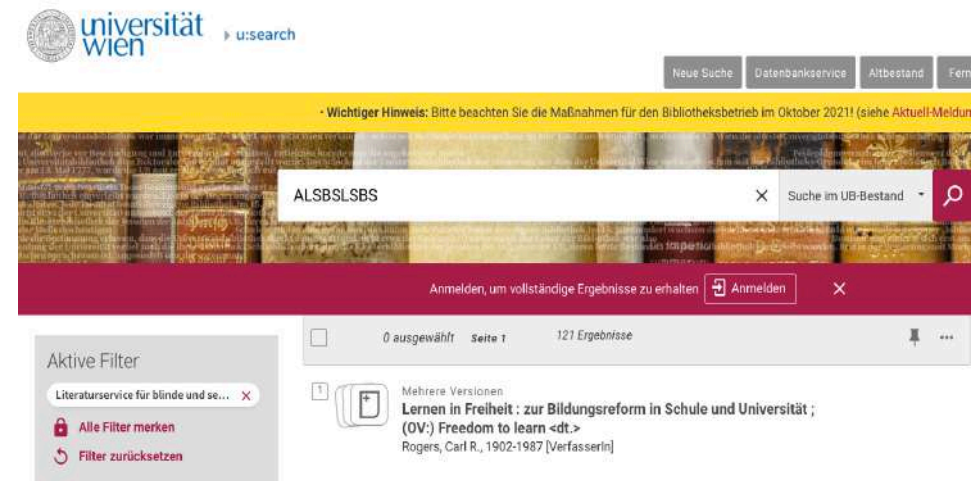 universität
wien
u:search
Neue Suche Datenbankservice Altbestand Fern
- Wichtiger Hinweis: Bitte beachten Sie die Maßnahmen für den Bibliotheksbetrieb im Oktober 2021! (siehe Aktuell-Meldun
ALSBSLSBS
Suche im UB-Bestand
Anmelden, um vollständige Ergebnisse zu erhalten Anmelden
0 ausgewählt Seite 1 121 Ergebnisse
Aktive Filter
Literaturservice für blinde und se...
Alle Filter merken
Filter zurücksetzen
1
Mehrere Versionen
Lernen in Freiheit : zur Bildungsreform in Schule und Universität ;
(OV:) Freedom to learn <dt.>
Rogers, Carl R., 1902-1987 [VerfasserIn]